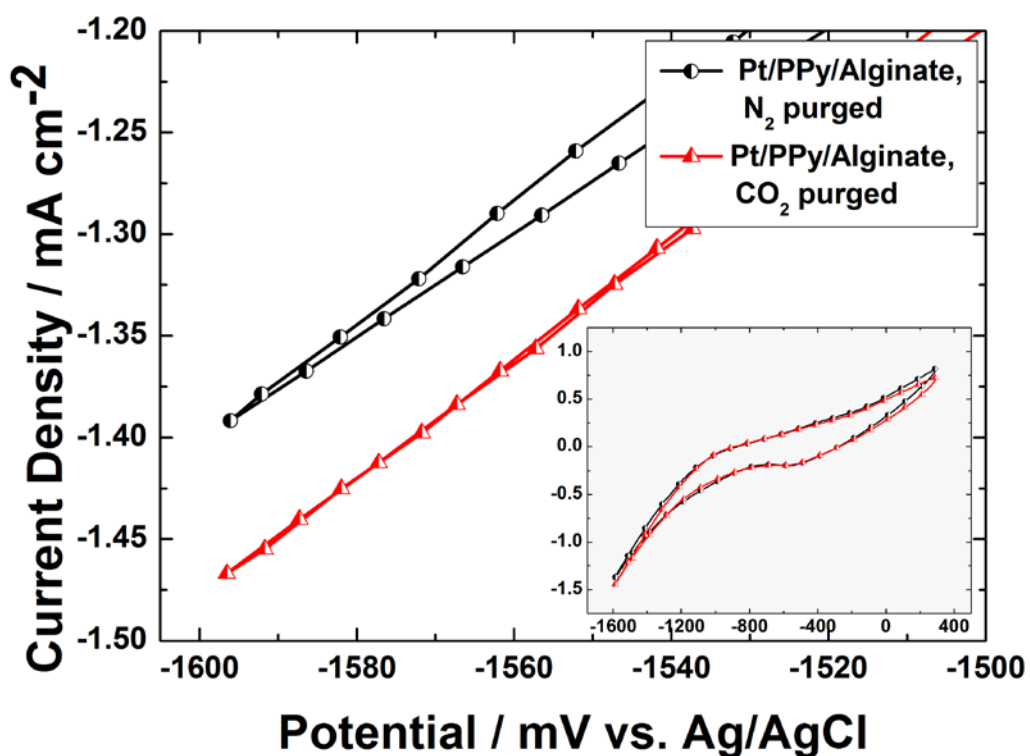 -1.20
-1.25
-1.30
-1.35
-1.40
-1.45
-1.50
Current Density / mA cm-2
Pt/PPy/Alginate,
N2 purged
Pt/PPy/Alginate,
CO2 purged
1.0
0.5
0.0
-0.5
-1.0
-1.5
-1600 -1200 -800 -400 0 400
-1600 -1580 -1560 -1540 -1520 -1500
Potential / mV vs. Ag/AgCl